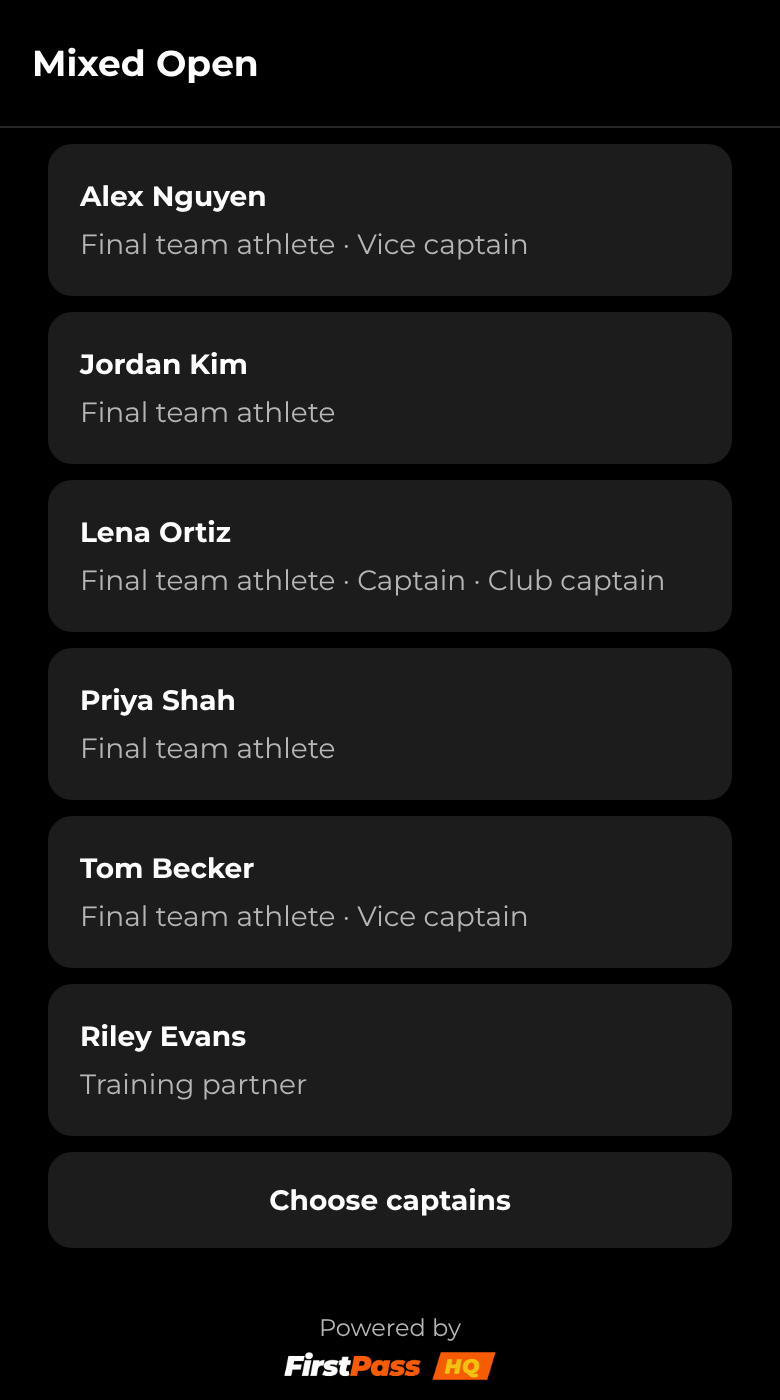 Mixed Open
Alex Nguyen
Final team athlete · Vice captain
Jordan Kim
Final team athlete
Lena Ortiz
Final team athlete · Captain · Club captain
Priya Shah
Final team athlete
Tom Becker
Final team athlete · Vice captain
Riley Evans
Training partner
Choose captains
Powered by
FirstPass HQ